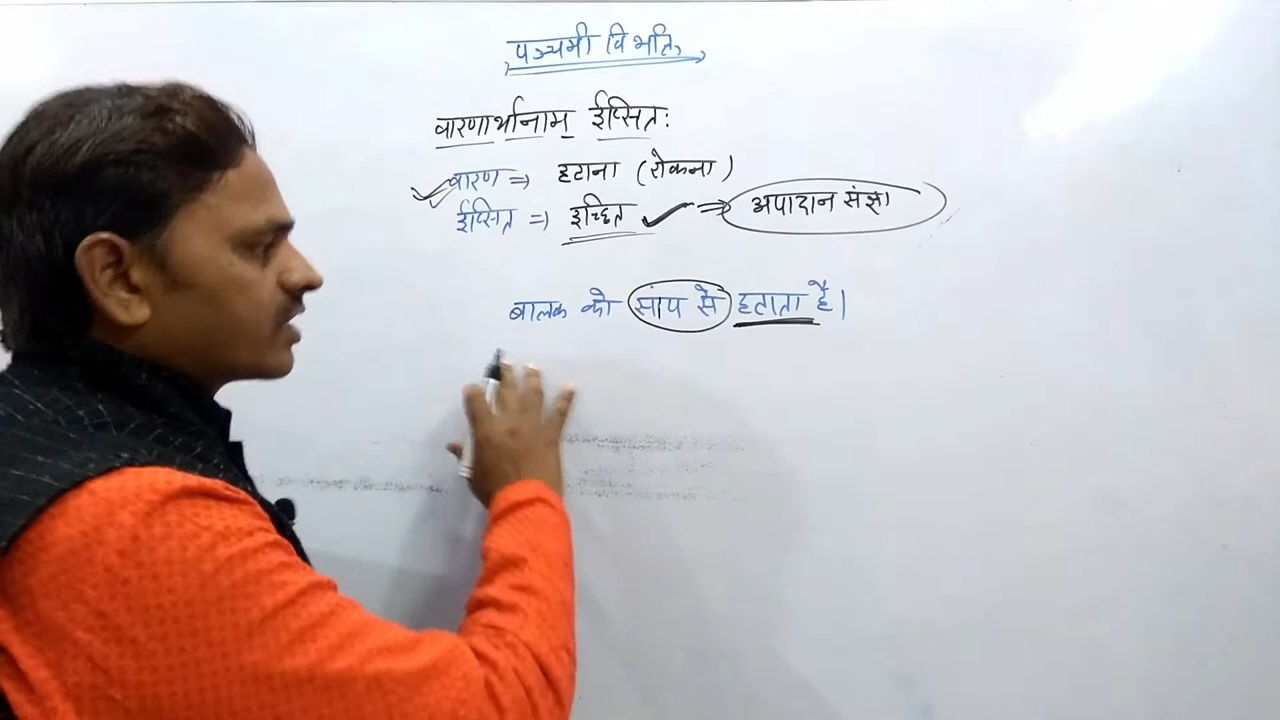 पञ्चमी विभक्ति
वारणार्थानाम् ईप्सितः
वारण => हटाना (रोकना)
ईप्सित => इच्छित => अपादान संज्ञा
बालक को सांप से हटाता है।